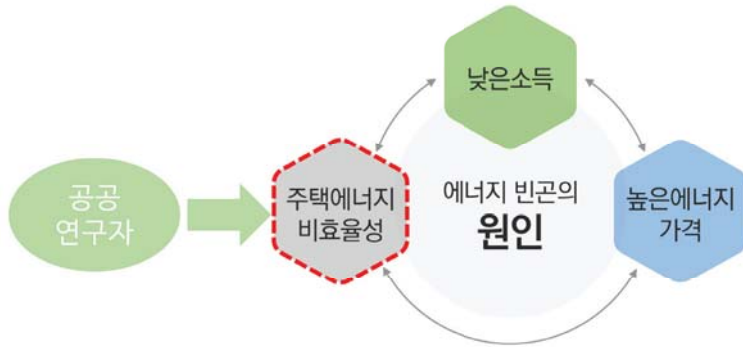 낮은소득
공공
연구자
주택에너지
비효율성
에너지 빈곤의
원인
높은에너지
가격